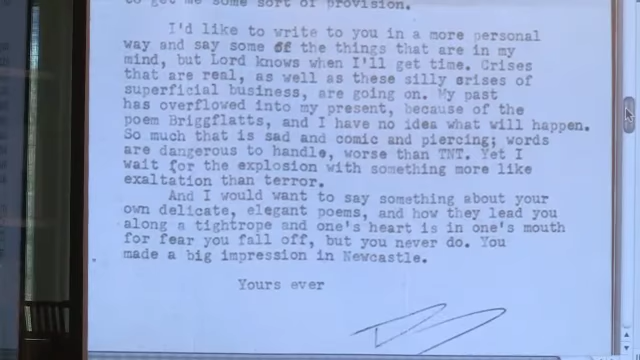 to get me some sort of provision.
I'd like to write to you in a more personal
way and say some of the things that are in my
mind, but Lord knows when I'll get time. Crises
that are real, as well as these silly crises of
superficial business, are going on. My past
has overflowed into my present, because of the
poem Briggflatts, and I have no idea what will happen.
So much that is sad and comic and piercing; words
are dangerous to handle, worse than TNT. Yet I
wait for the explosion with something more like
exaltation than terror.
And I would want to say something about your
own delicate, elegant poems, and how they lead you
along a tightrope and one's heart is in one's mouth
for fear you fall off, but you never do. You
made a big impression in Newcastle.
Yours ever